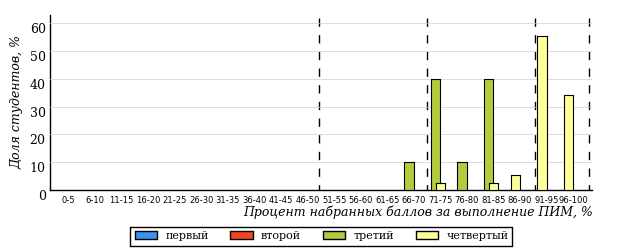 Доля студентов, %
60
50
40
30
20
10
0
0-5 6-10 11-15 16-20 21-25 26-30 31-35 36-40 41-45 46-50 51-55 56-60 61-65 66-70 71-75 76-80 81-85 86-90 91-95 96-100
Процент набранных баллов за выполнение ПИМ, %
первый второй третий четвертый